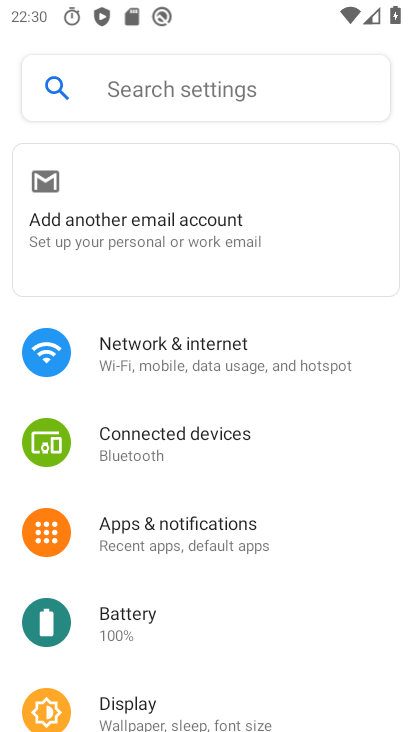 22:30
Search settings
Add another email account
Set up your personal or work email
Network & internet
Wi-Fi, mobile, data usage, and hotspot
Connected devices
Bluetooth
Apps & notifications
Recent apps, default apps
Battery
100%
Display
Wallpaper, sleep, font size